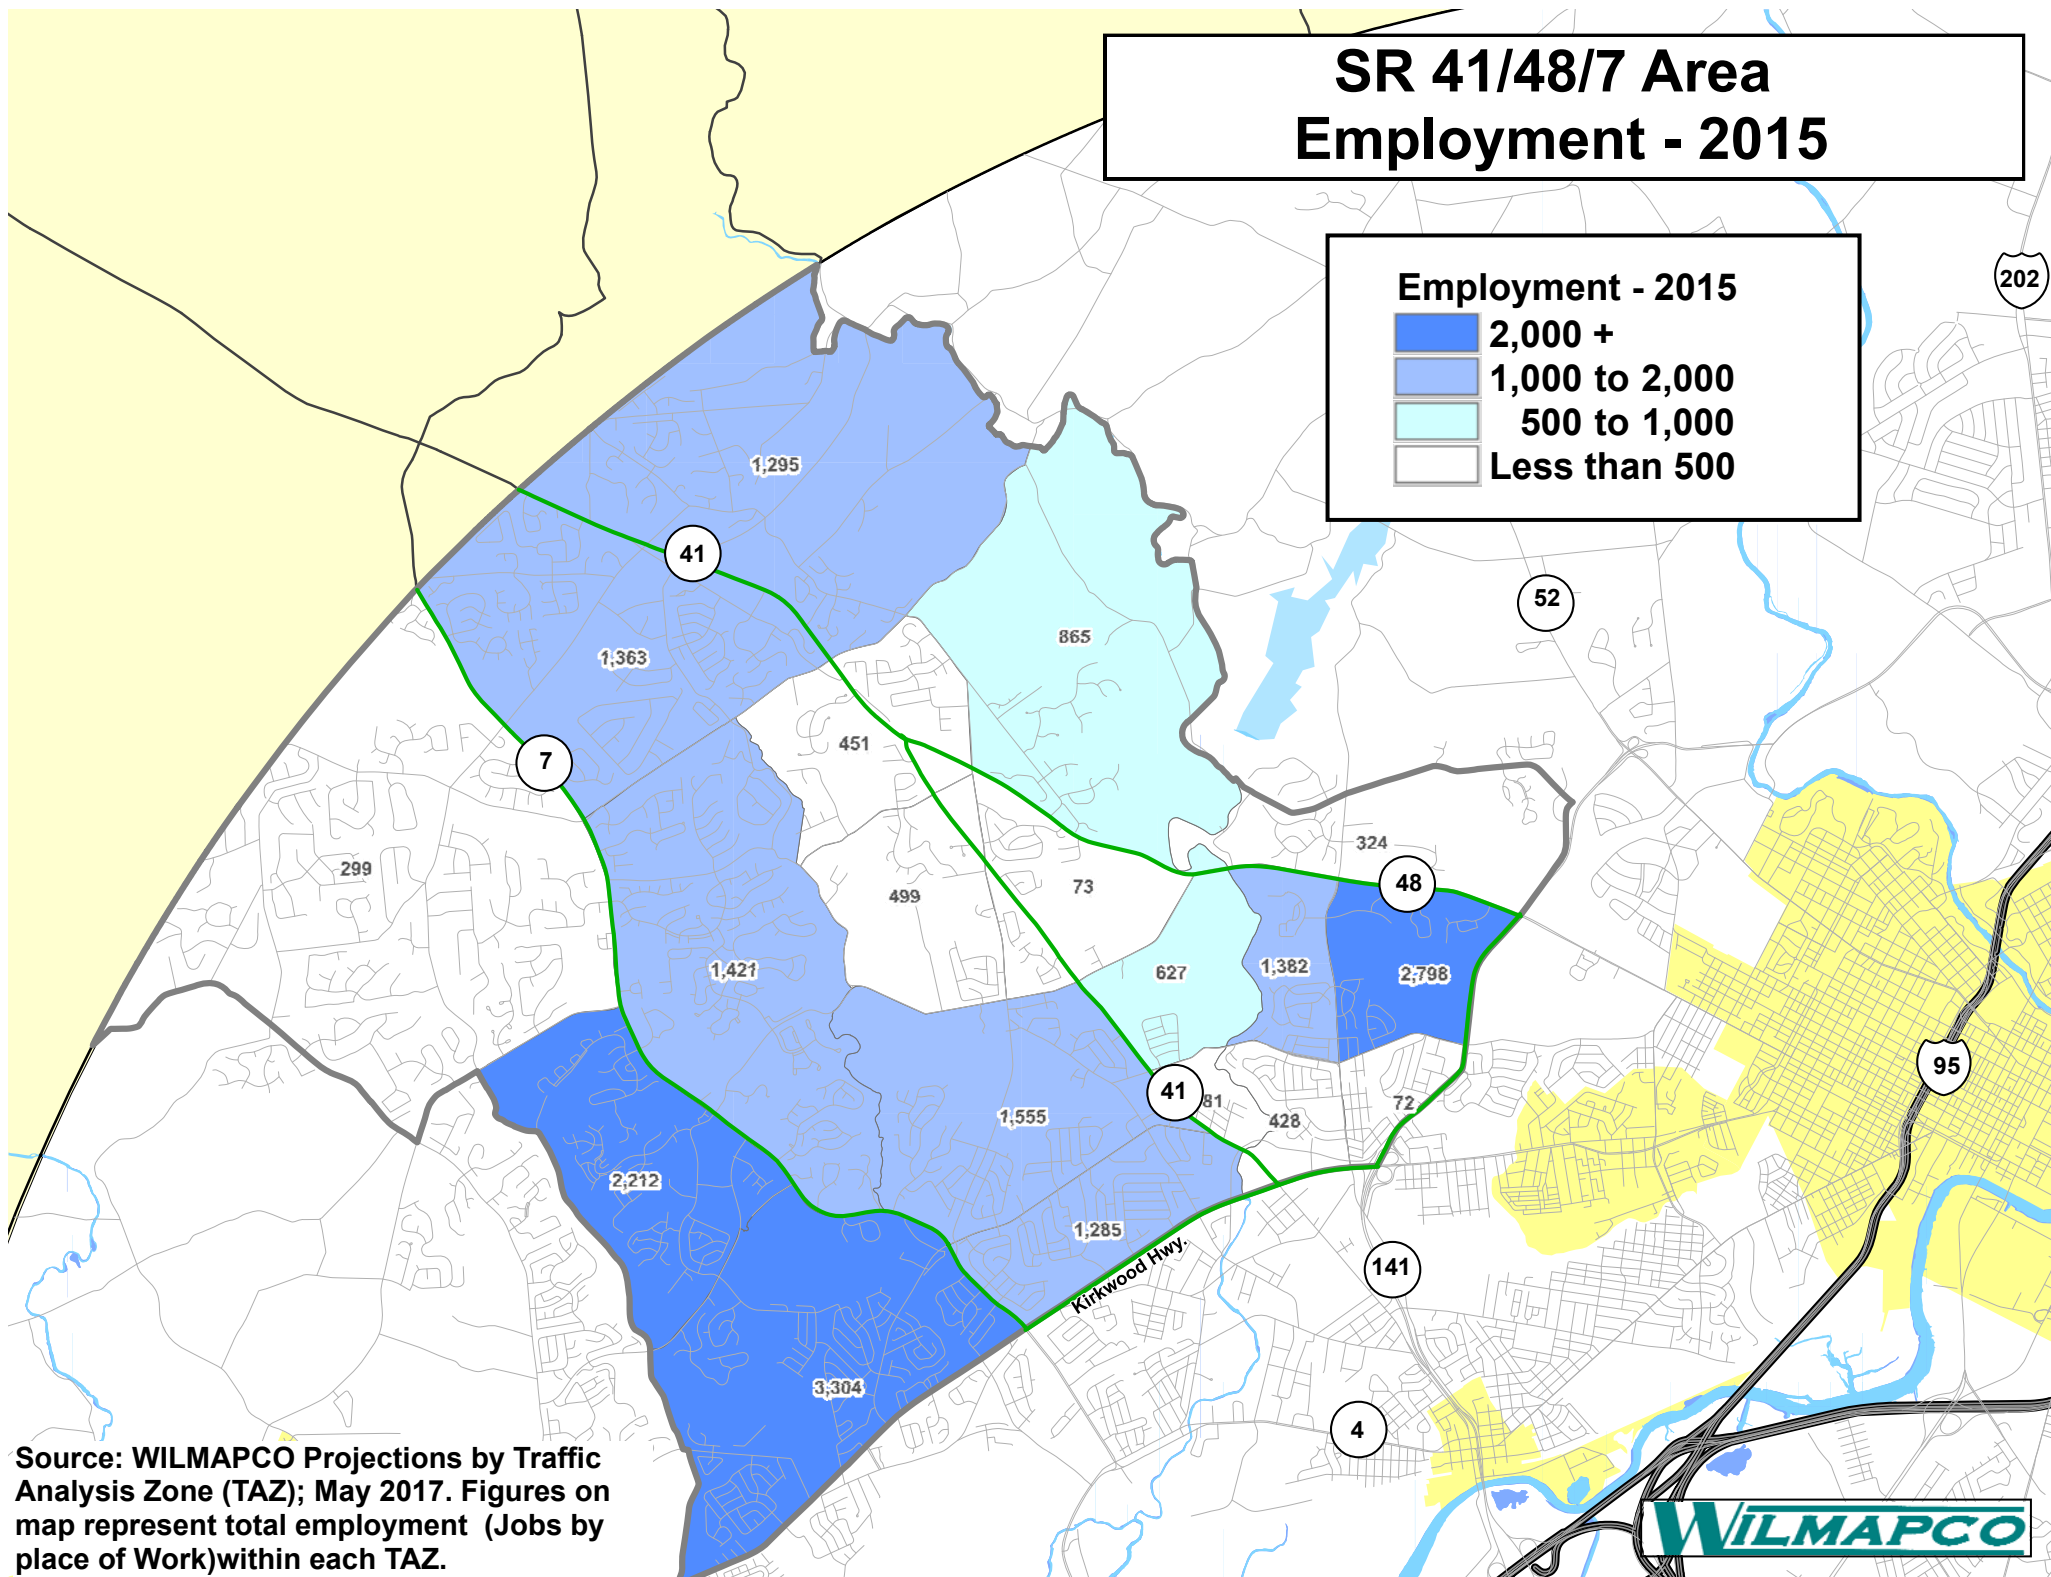 SR 41/48/7 Area
Employment - 2015
202
Employment - 2015
2,000 +
1,000 to 2,000
500 to 1,000
Less than 500
1,295
41
52
865
1,363
451
7
324
299
48
73
499
627
1,382
1,421
2,798
95
41
81
72
1,555
428
2,212
1,285
Kirkwood Hwy.
141
3,304
4
Source: WILMAPCO Projections by Traffic
Analysis Zone (TAZ); May 2017. Figures on
map represent total employment (Jobs by
place of Work)within each TAZ.
WILMAPCO